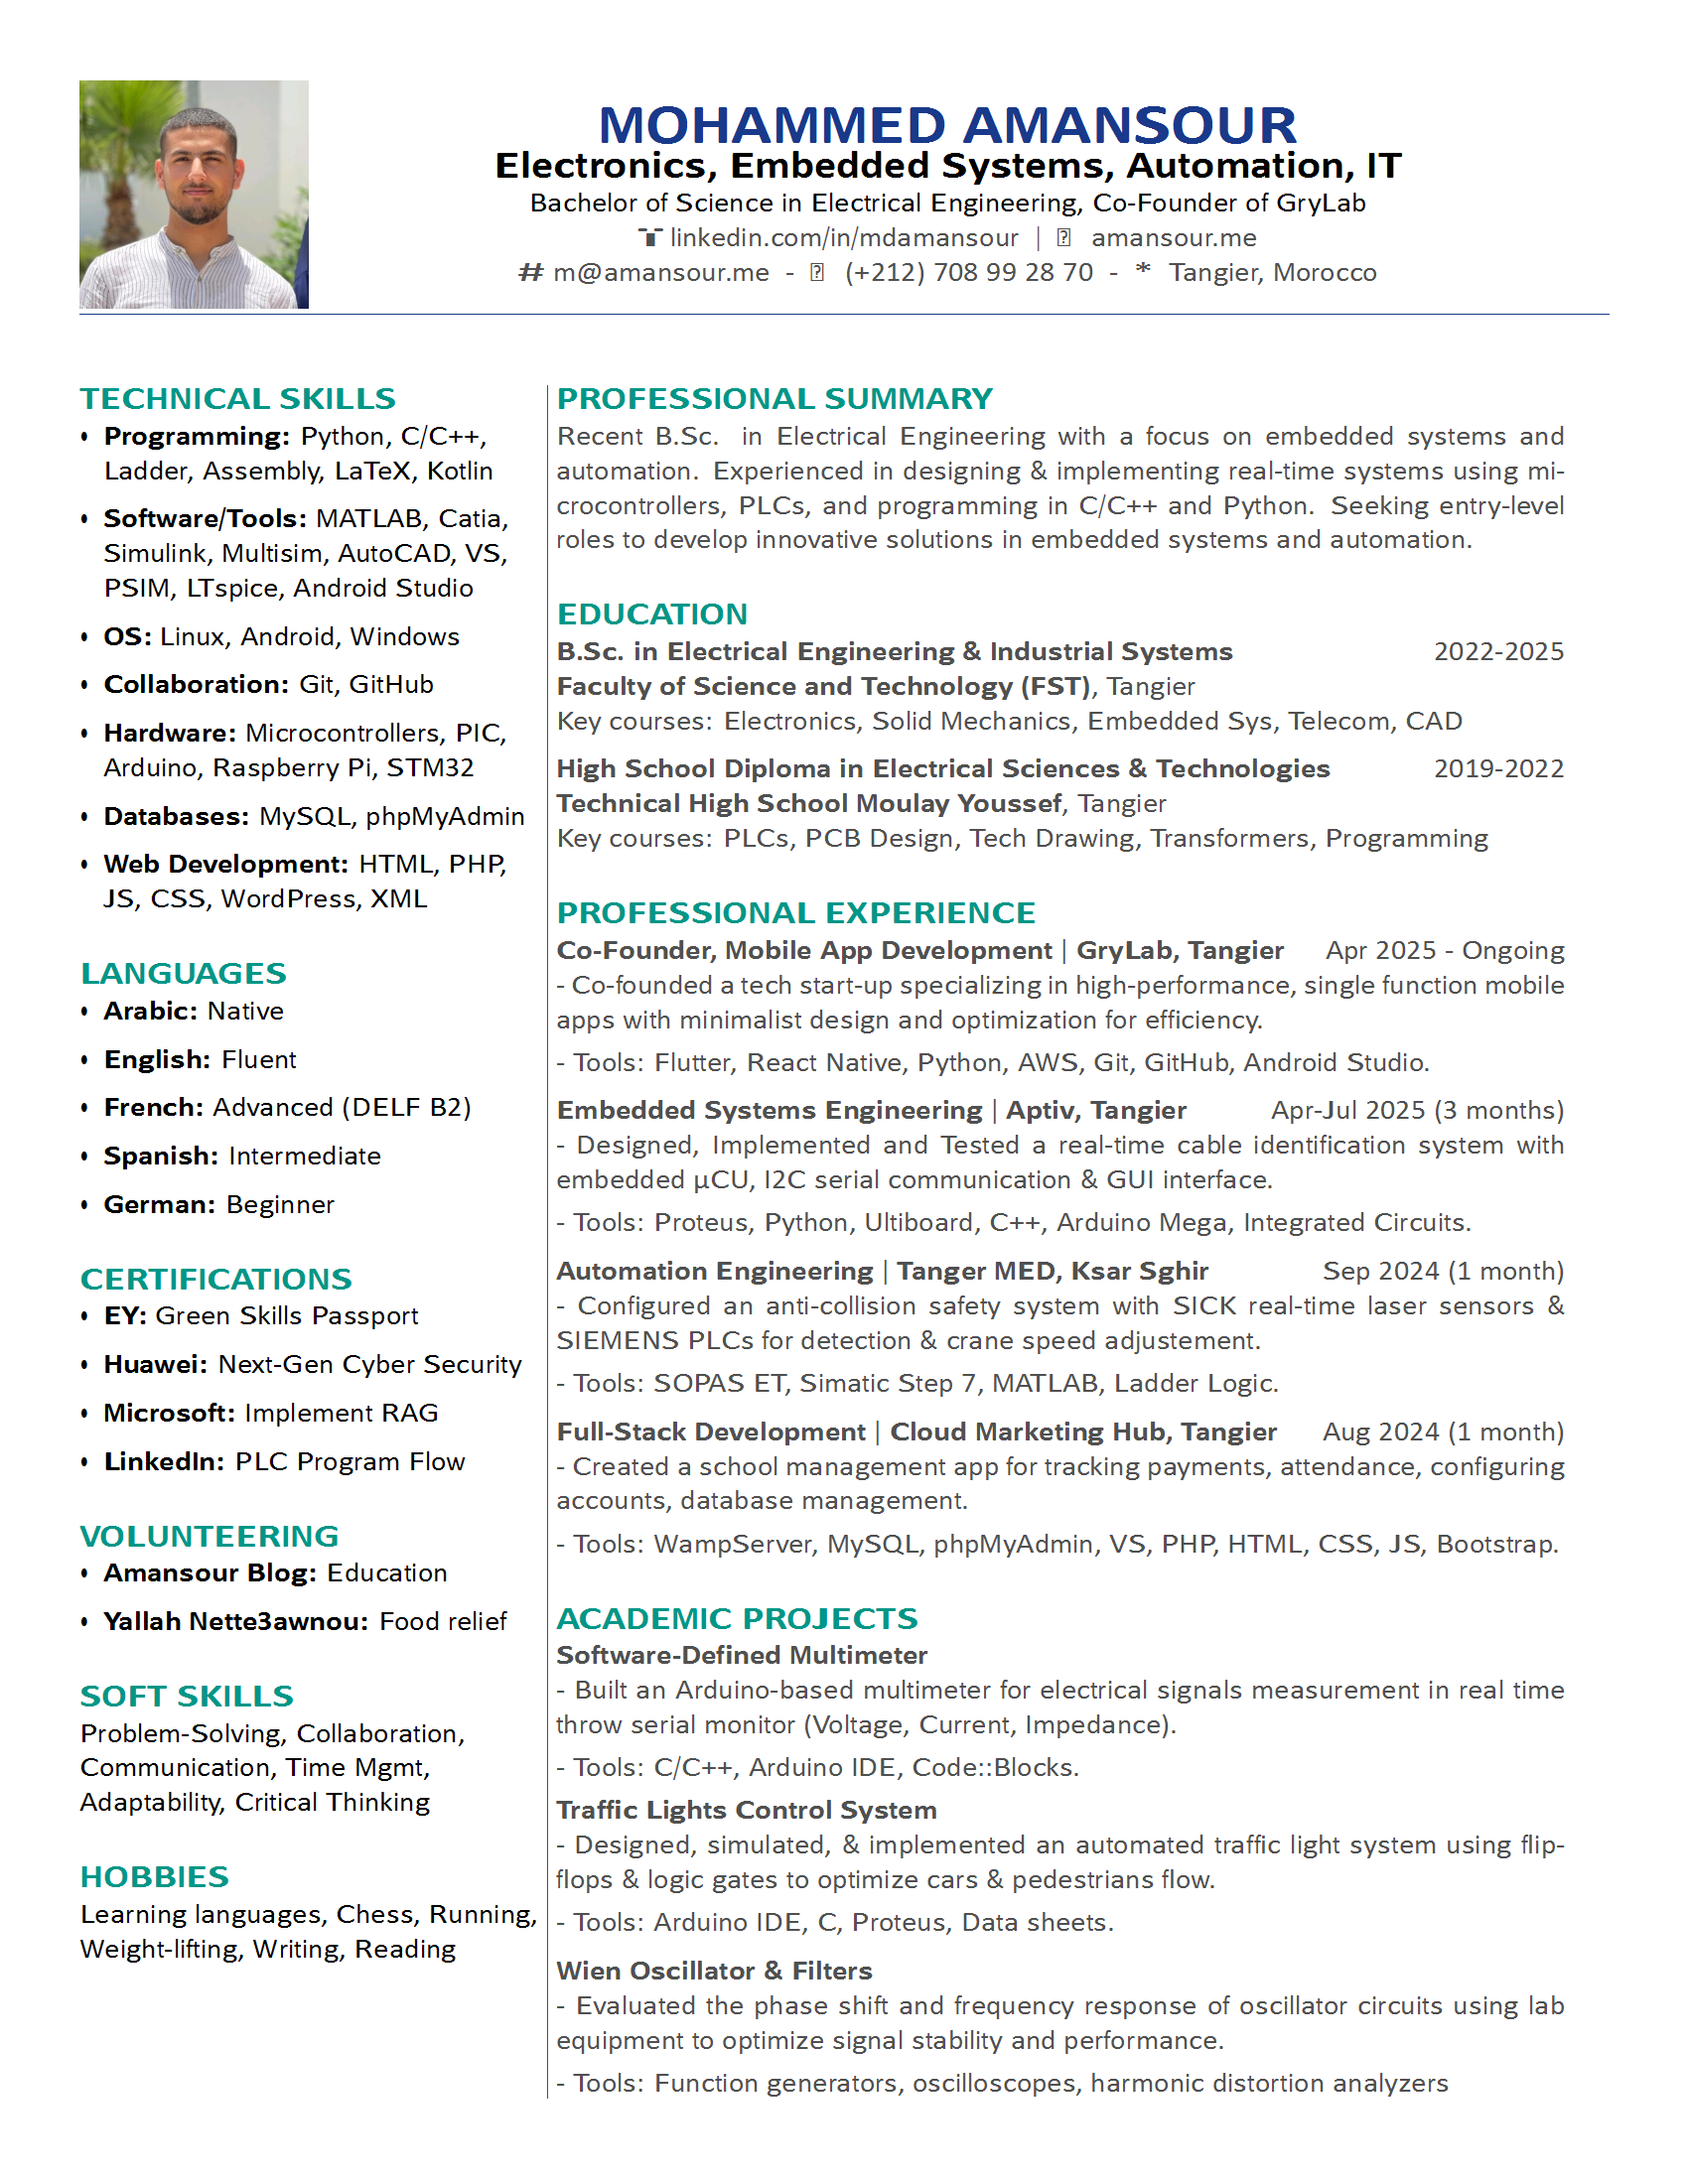 MOHAMMED AMANSOUR
Electronics, Embedded Systems, Automation, IT
Bachelor of Science in Electrical Engineering, Co-Founder of GryLab
linkedin.com/in/mdamansour | amansour.me
# m@amansour.me - (+212) 708 99 28 70 - * Tangier, Morocco
TECHNICAL SKILLS
• Programming: Python, C/C++,
Ladder, Assembly, LaTeX, Kotlin
• Software/Tools: MATLAB, Catia,
Simulink, Multisim, AutoCAD, VS,
PSIM, LTspice, Android Studio
• OS: Linux, Android, Windows
• Collaboration: Git, GitHub
• Hardware: Microcontrollers, PIC,
Arduino, Raspberry Pi, STM32
• Databases: MySQL, phpMyAdmin
• Web Development: HTML, PHP,
JS, CSS, WordPress, XML
LANGUAGES
• Arabic: Native
• English: Fluent
• French: Advanced (DELF B2)
• Spanish: Intermediate
• German: Beginner
CERTIFICATIONS
• EY: Green Skills Passport
• Huawei: Next-Gen Cyber Security
• Microsoft: Implement RAG
• LinkedIn: PLC Program Flow
VOLUNTEERING
• Amansour Blog: Education
• Yallah Nette3awnou: Food relief
SOFT SKILLS
Problem-Solving, Collaboration,
Communication, Time Mgmt,
Adaptability, Critical Thinking
HOBBIES
Learning languages, Chess, Running,
Weight-lifting, Writing, Reading
PROFESSIONAL SUMMARY
Recent B.Sc. in Electrical Engineering with a focus on embedded systems and
automation. Experienced in designing & implementing real-time systems using mi-
crocontrollers, PLCs, and programming in C/C++ and Python. Seeking entry-level
roles to develop innovative solutions in embedded systems and automation.
EDUCATION
B.Sc. in Electrical Engineering & Industrial Systems 2022-2025
Faculty of Science and Technology (FST), Tangier
Key courses: Electronics, Solid Mechanics, Embedded Sys, Telecom, CAD
High School Diploma in Electrical Sciences & Technologies 2019-2022
Technical High School Moulay Youssef, Tangier
Key courses: PLCs, PCB Design, Tech Drawing, Transformers, Programming
PROFESSIONAL EXPERIENCE
Co-Founder, Mobile App Development | GryLab, Tangier Apr 2025 - Ongoing
- Co-founded a tech start-up specializing in high-performance, single function mobile
apps with minimalist design and optimization for efficiency.
- Tools: Flutter, React Native, Python, AWS, Git, GitHub, Android Studio.
Embedded Systems Engineering | Aptiv, Tangier Apr-Jul 2025 (3 months)
- Designed, Implemented and Tested a real-time cable identification system with
embedded µCU, I2C serial communication & GUI interface.
- Tools: Proteus, Python, Ultiboard, C++, Arduino Mega, Integrated Circuits.
Automation Engineering | Tanger MED, Ksar Sghir Sep 2024 (1 month)
- Configured an anti-collision safety system with SICK real-time laser sensors &
SIEMENS PLCs for detection & crane speed adjustement.
- Tools: SOPAS ET, Simatic Step 7, MATLAB, Ladder Logic.
Full-Stack Development | Cloud Marketing Hub, Tangier Aug 2024 (1 month)
- Created a school management app for tracking payments, attendance, configuring
accounts, database management.
- Tools: WampServer, MySQL, phpMyAdmin, VS, PHP, HTML, CSS, JS, Bootstrap.
ACADEMIC PROJECTS
Software-Defined Multimeter
- Built an Arduino-based multimeter for electrical signals measurement in real time
throw serial monitor (Voltage, Current, Impedance).
- Tools: C/C++, Arduino IDE, Code::Blocks.
Traffic Lights Control System
- Designed, simulated, & implemented an automated traffic light system using flip-
flops & logic gates to optimize cars & pedestrians flow.
- Tools: Arduino IDE, C, Proteus, Data sheets.
Wien Oscillator & Filters
- Evaluated the phase shift and frequency response of oscillator circuits using lab
equipment to optimize signal stability and performance.
- Tools: Function generators, oscilloscopes, harmonic distortion analyzers